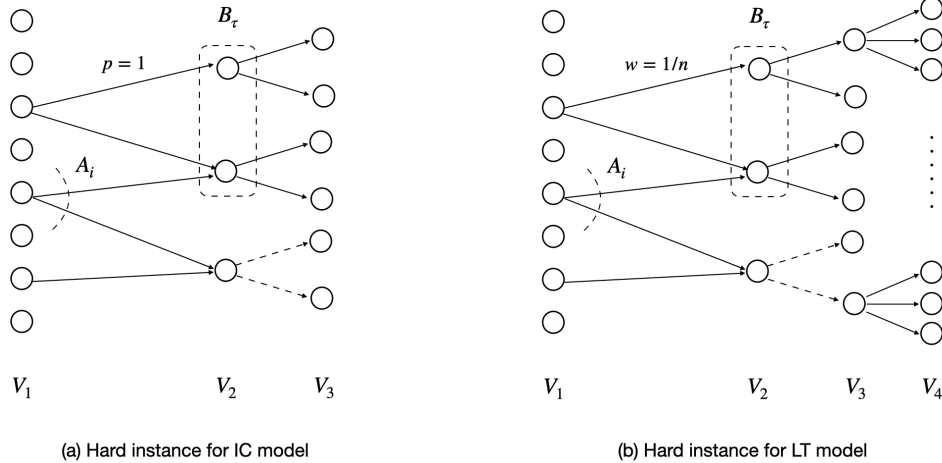 B_τ
p = 1
A_i
V_1 V_2 V_3
(a) Hard instance for IC model
B_τ
w = 1/n
A_i
V_1 V_2 V_3 V_4
(b) Hard instance for LT model